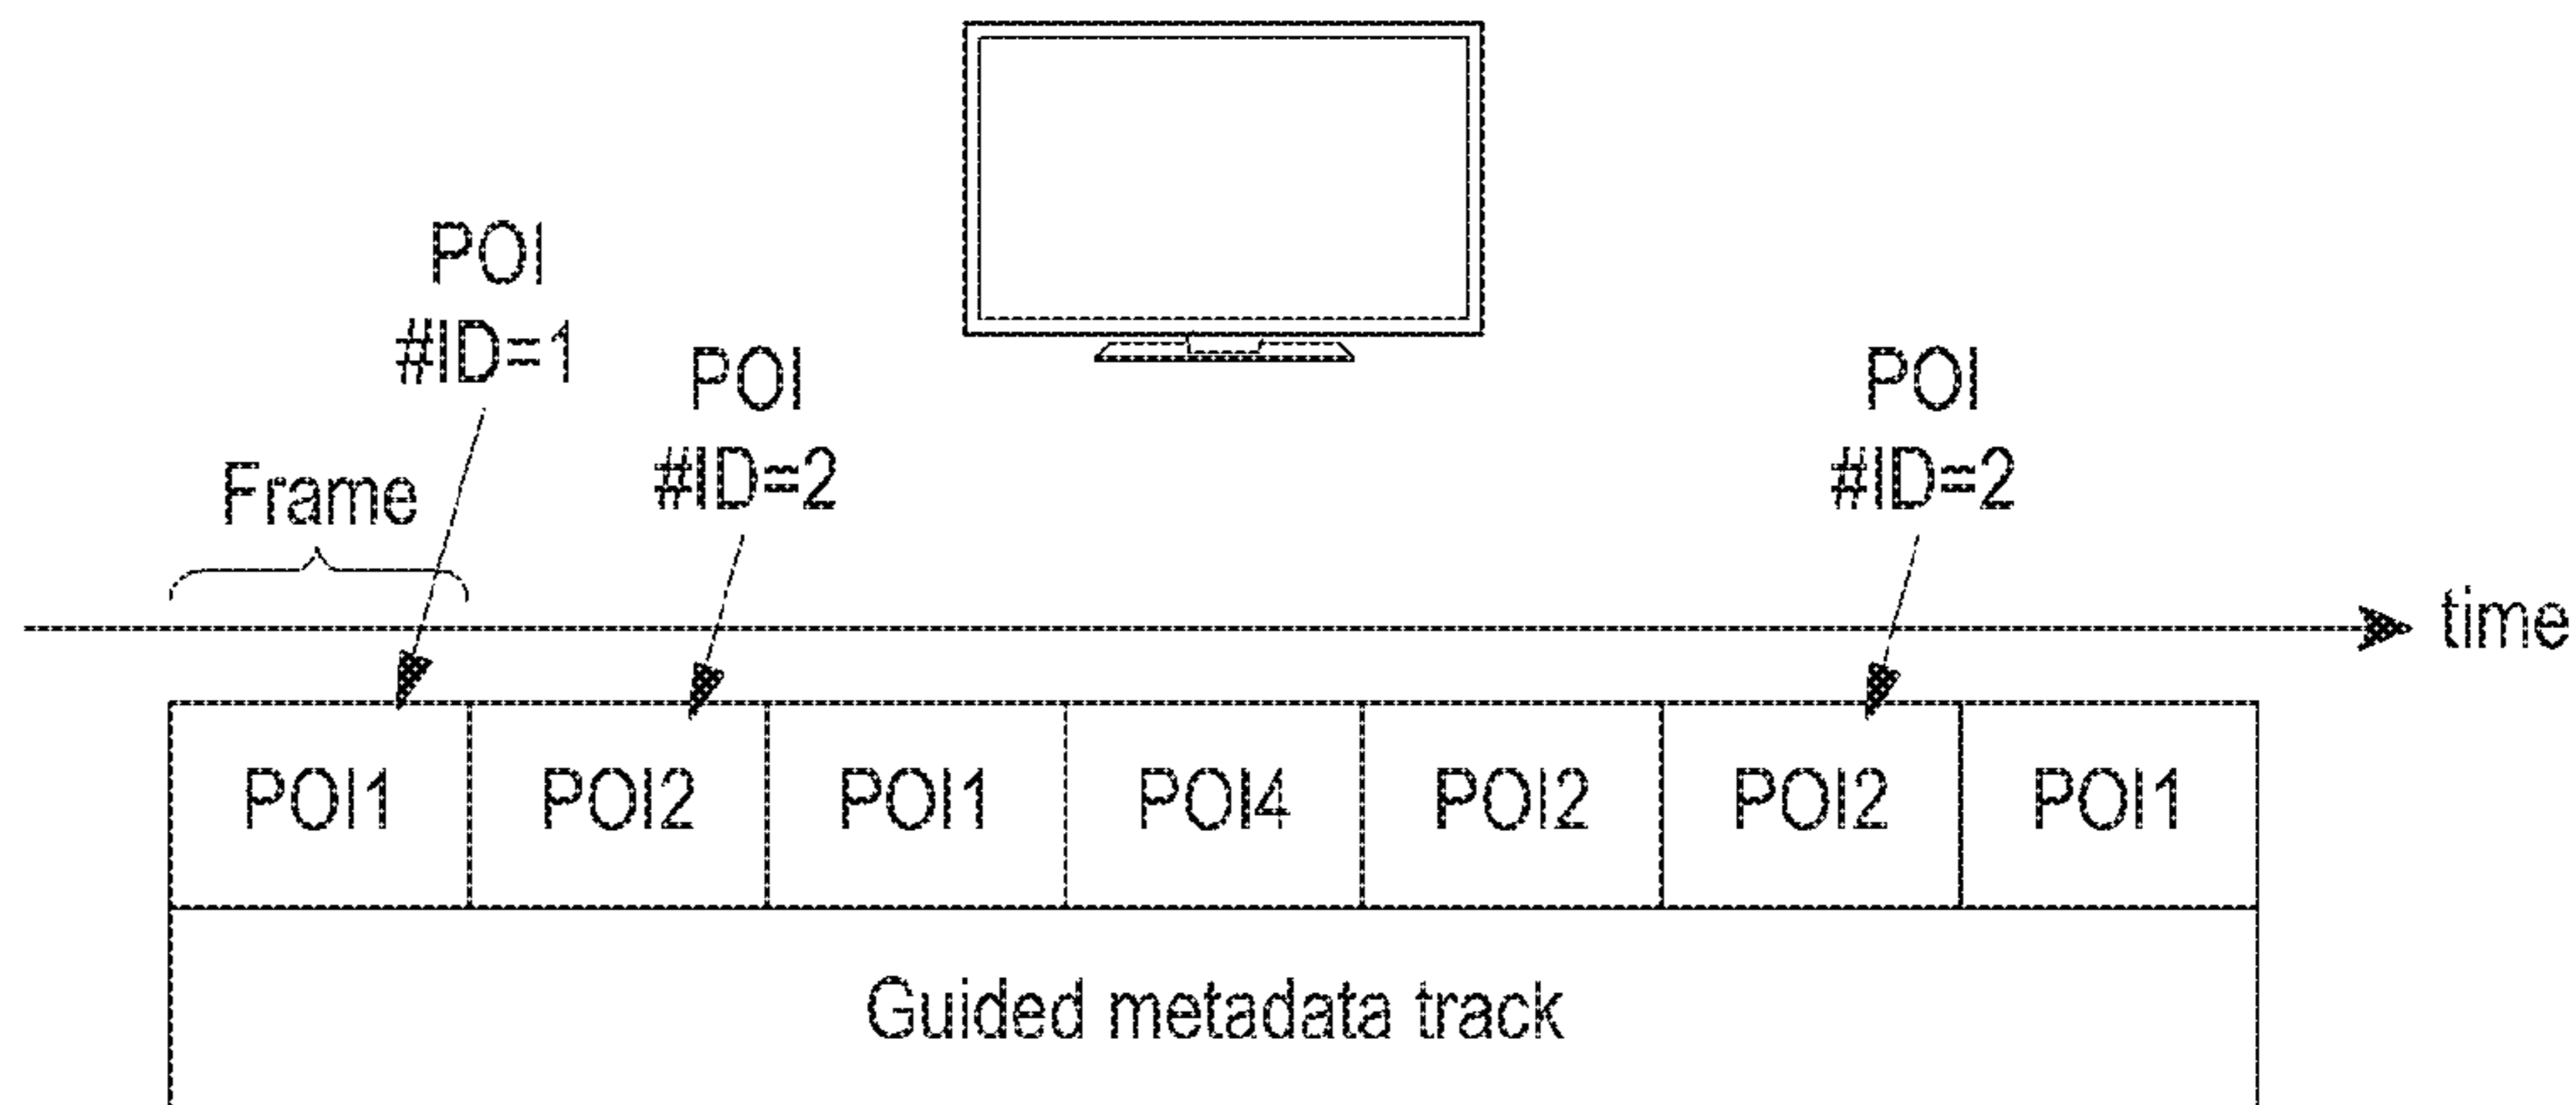 POI
#ID=1
POI
#ID=2
POI
#ID=2
Frame
time
POI1 POI2 POI1 POI4 POI2 POI2 POI1
Guided metadata track